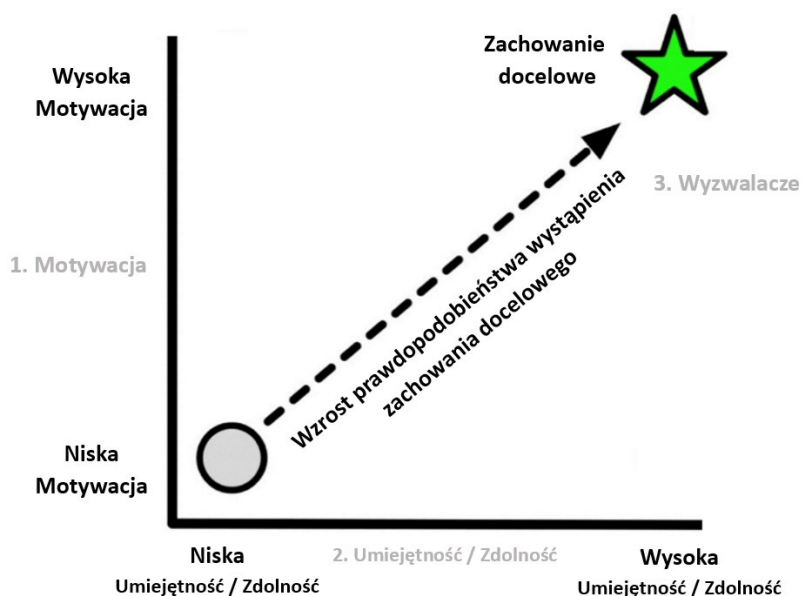 Zachowanie
docelowe
Wysoka
Motywacja
3. Wyzwalacze
1. Motywacja
Wzrost prawdopodobieństwa wystąpienia
zachowania docelowego
Niska
Motywacja
Niska
Umiejętność / Zdolność
2. Umiejętność / Zdolność
Wysoka
Umiejętność / Zdolność